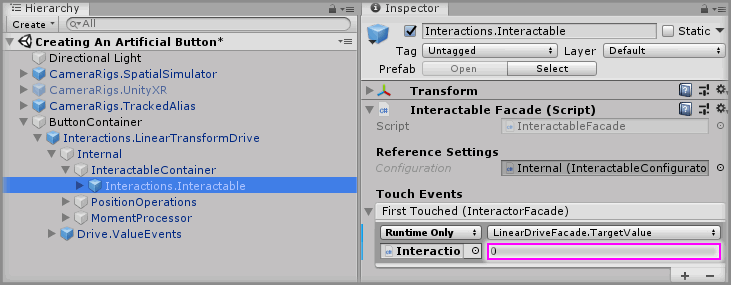 Hierarchy
Create
All
Creating An Artificial Button*
Directional Light
CameraRigs.SpatialSimulator
CameraRigs.UnityXR
CameraRigs.TrackedAlias
ButtonContainer
Interactions.LinearTransformDrive
Internal
InteractableContainer
Interactions.Interactable
PositionOperations
MomentProcessor
Drive.ValueEvents
Inspector
Interactions.Interactable
Static
Tag Untagged Layer Default
Prefab Open Select
Transform
Interactable Facade (Script)
Script InteractableFacade
Reference Settings
Configuration Internal (InteractableConfigurato
Touch Events
First Touched (InteractorFacade)
Runtime Only LinearDriveFacade.TargetValue
Interactio 0